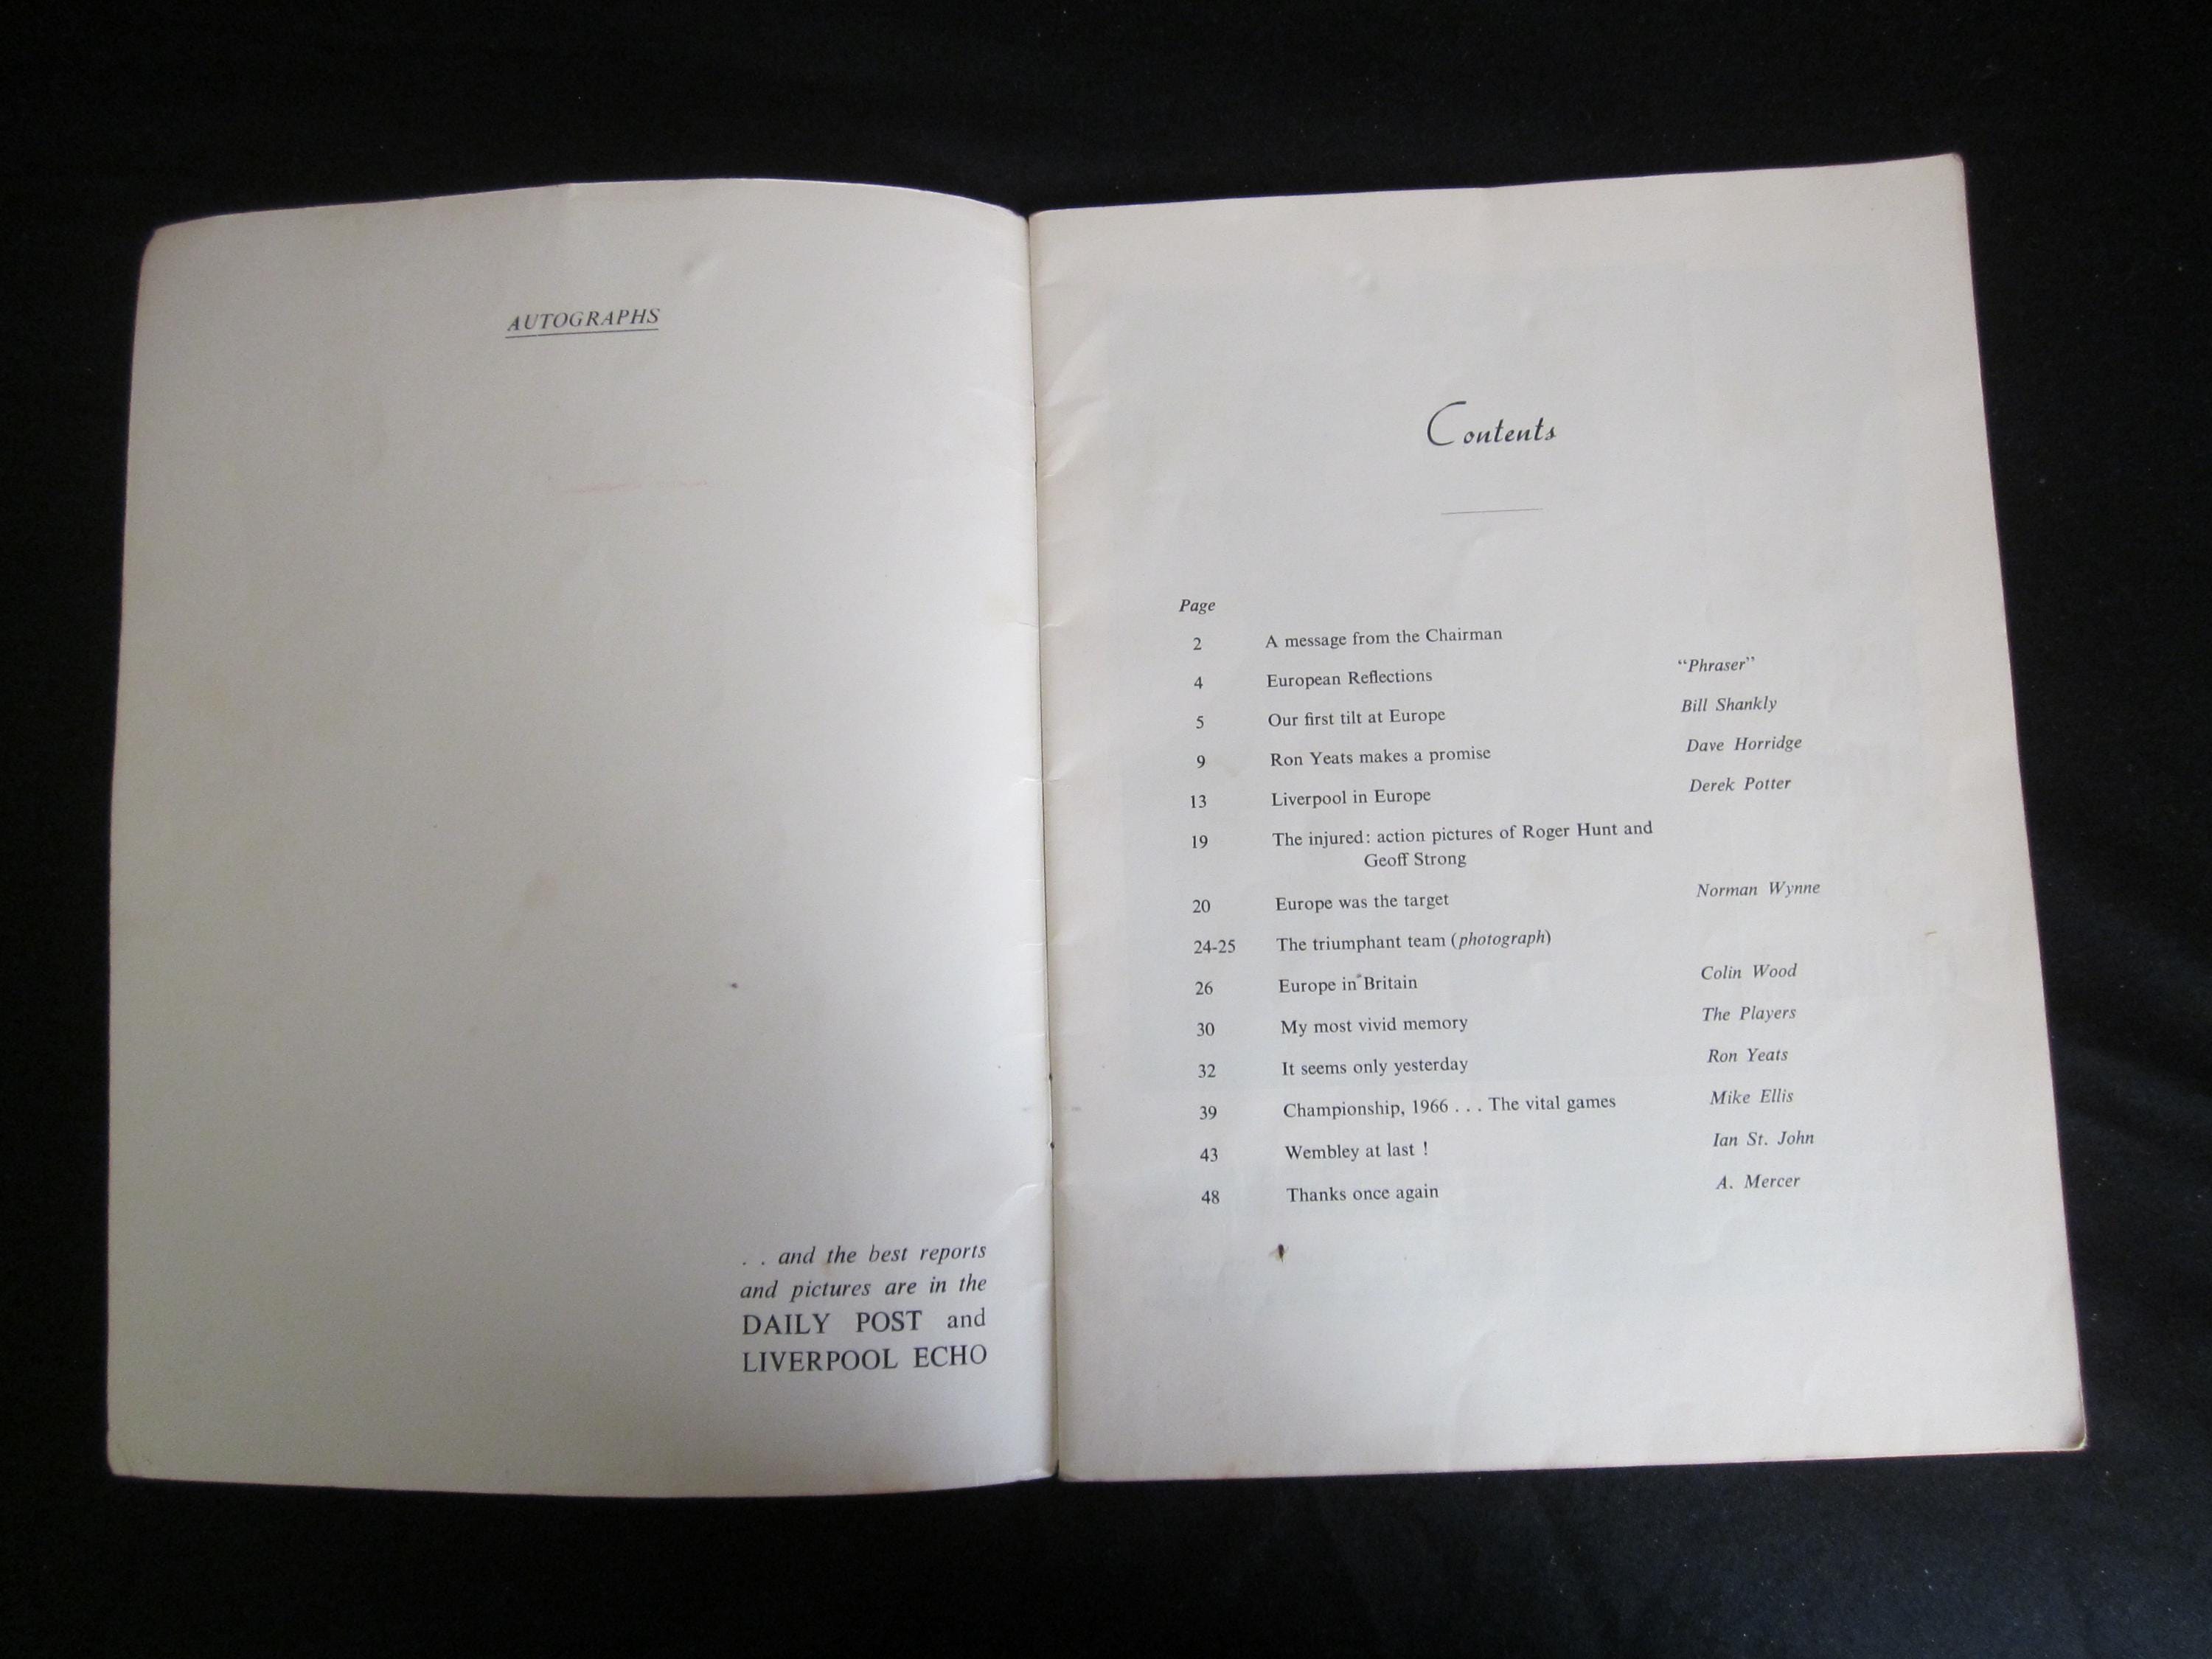 AUTOGRAPHS
. . and the best reports
and pictures are in the
DAILY POST and
LIVERPOOL ECHO
Contents
Page
2 A message from the Chairman
4 European Reflections "Phraser"
5 Our first tilt at Europe Bill Shankly
9 Ron Yeats makes a promise Dave Horridge
13 Liverpool in Europe Derek Potter
19 The injured: action pictures of Roger Hunt and
Geoff Strong
20 Europe was the target Norman Wynne
24-25 The triumphant team (photograph)
26 Europe in Britain Colin Wood
30 My most vivid memory The Players
32 It seems only yesterday Ron Yeats
39 Championship, 1966 . . . The vital games Mike Ellis
43 Wembley at last ! Ian St. John
48 Thanks once again A. Mercer